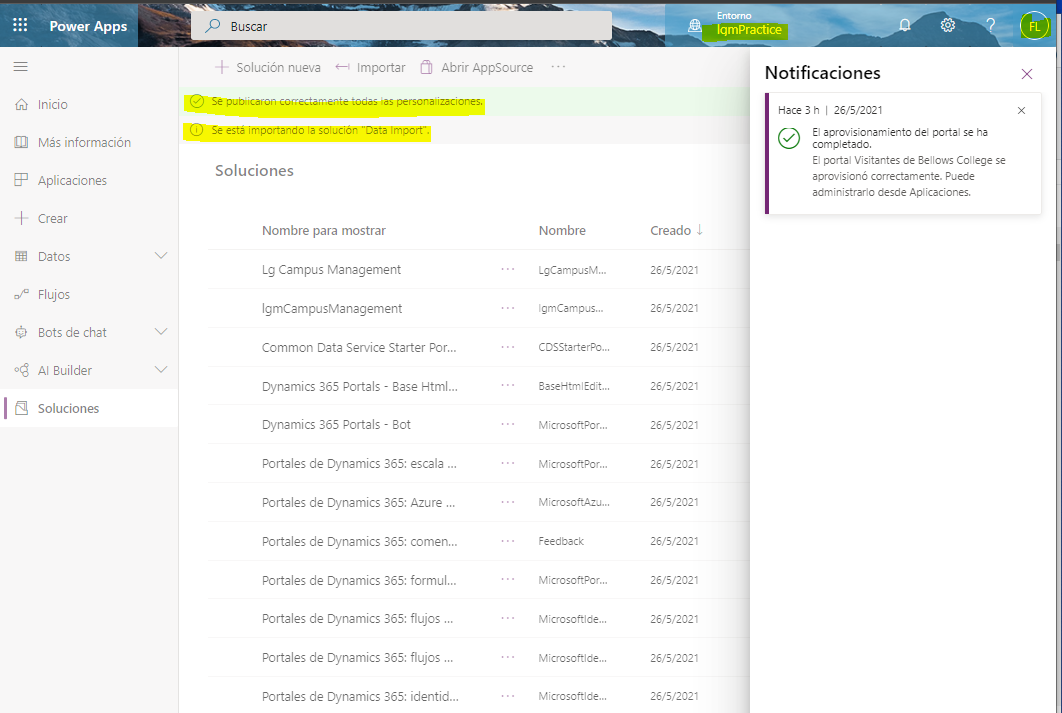 Power Apps
Buscar
Entorno
lqmPractice
FL
Solución nueva
Importar
Abrir AppSource
Inicio
Más información
Aplicaciones
Crear
Datos
Flujos
Bots de chat
AI Builder
Soluciones
Se publicaron correctamente todas las personalizaciones.
Se está importando la solución "Data Import".
Soluciones
Nombre para mostrar Nombre Creado ↓
Lg Campus Management ··· LgCampusM... 26/5/2021
lgmCampusManagement ··· lgmCampus... 26/5/2021
Common Data Service Starter Por... ··· CDSStarterPo... 26/5/2021
Dynamics 365 Portals - Base Html... ··· BaseHtmlEdit... 26/5/2021
Dynamics 365 Portals - Bot ··· MicrosoftPor... 26/5/2021
Portales de Dynamics 365: escala ... ··· MicrosoftPor... 26/5/2021
Portales de Dynamics 365: Azure ... ··· MicrosoftAzu... 26/5/2021
Portales de Dynamics 365: comen... ··· Feedback 26/5/2021
Portales de Dynamics 365: formul... ··· MicrosoftPor... 26/5/2021
Portales de Dynamics 365: flujos ... ··· MicrosoftIde... 26/5/2021
Portales de Dynamics 365: flujos ... ··· MicrosoftIde... 26/5/2021
Portales de Dynamics 365: identid... ··· MicrosoftIde... 26/5/2021
Notificaciones
Hace 3 h | 26/5/2021
El aprovisionamiento del portal se ha
completado.
El portal Visitantes de Bellows College se
aprovisionó correctamente. Puede
administrarlo desde Aplicaciones.